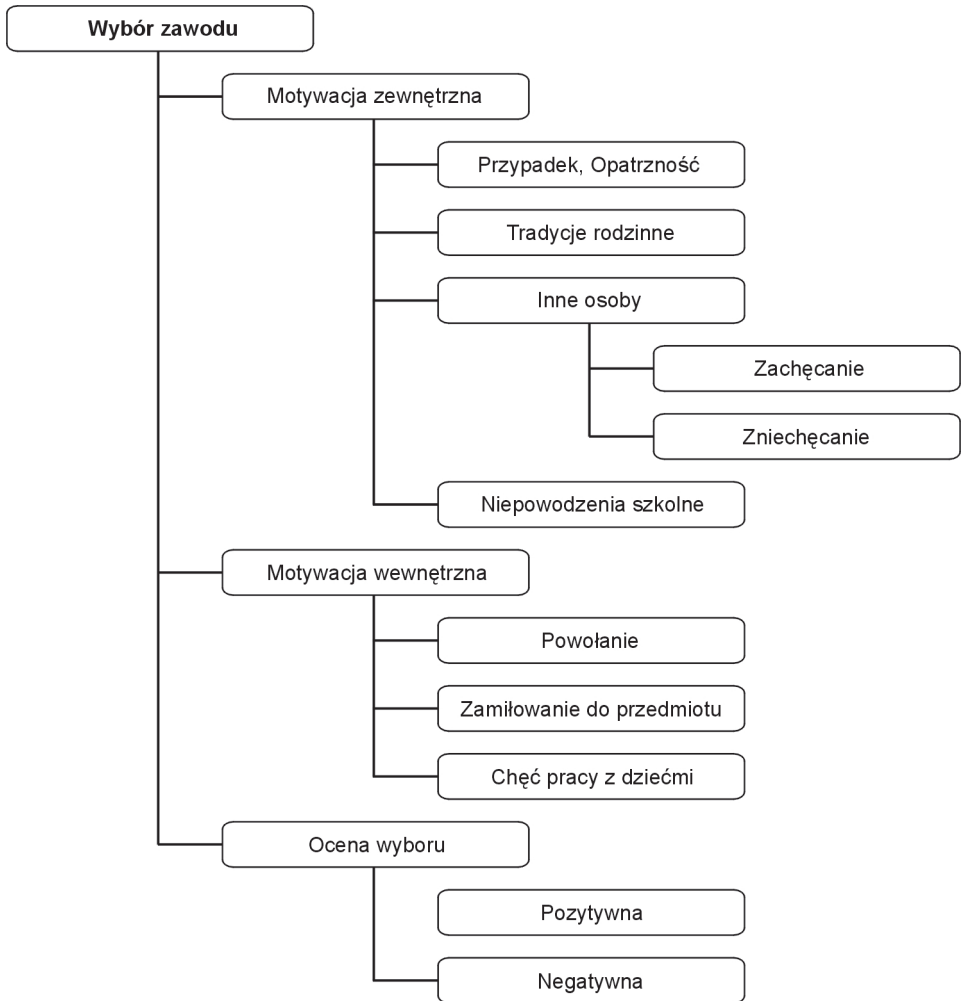 Wybór zawodu
Motywacja zewnętrzna
Przypadek, Opatrzność
Tradycje rodzinne
Inne osoby
Zachęcanie
Zniechęcanie
Niepowodzenia szkolne
Motywacja wewnętrzna
Powołanie
Zamiłowanie do przedmiotu
Chęć pracy z dziećmi
Ocena wyboru
Pozytywna
Negatywna